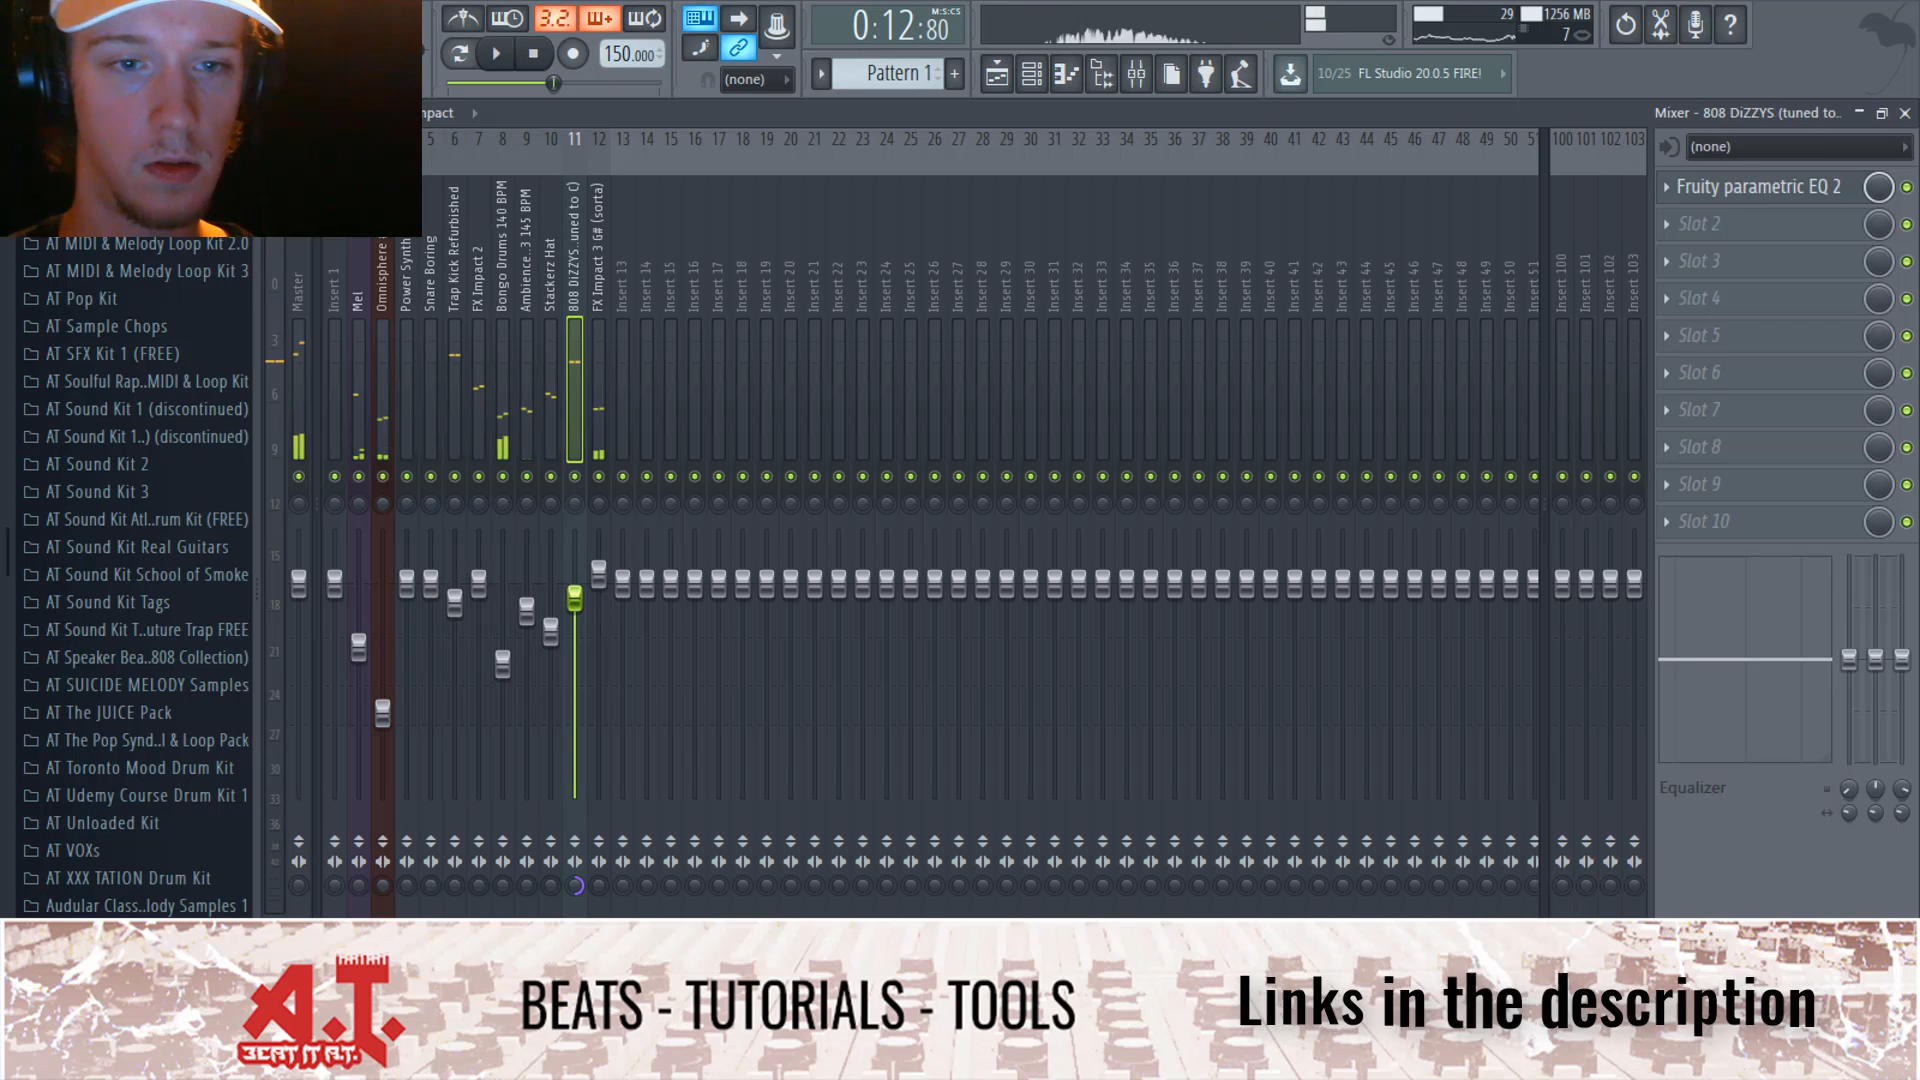 3.2.
150.000
0:12:80
M:S:CS
(none)
Pattern 1
29
1256 MB
7
10/25 FL Studio 20.0.5 FIRE!
mpact
Mixer - 808 DiZZYS (tuned to..
(none)
5 6 7 8 9 10 11 12 13 14 15 16 17 18 19 20 21 22 23 24 25 26 27 28 29 30 31 32 33 34 35 36 37 38 39 40 41 42 43 44 45 46 47 48 49 50 51 100 101 102 103
Master
Insert 1
Mel
Omnisphere
Power Synth
Snare Boring
Trap Kick Refurbished
FX Impact 2
Bongo Drums 140 BPM
Ambience..3 145 BPM
Stackerz Hat
808 DiZZYS..uned to C)
FX Impact 3 G# (sorta)
Insert 13
Insert 14
Insert 15
Insert 16
Insert 17
Insert 18
Insert 19
Insert 20
Insert 21
Insert 22
Insert 23
Insert 24
Insert 25
Insert 26
Insert 27
Insert 28
Insert 29
Insert 30
Insert 31
Insert 32
Insert 33
Insert 34
Insert 35
Insert 36
Insert 37
Insert 38
Insert 39
Insert 40
Insert 41
Insert 42
Insert 43
Insert 44
Insert 45
Insert 46
Insert 47
Insert 48
Insert 49
Insert 50
Insert 51
Insert 100
Insert 101
Insert 102
Insert 103
0
3
6
9
12
15
18
21
24
27
30
33
36
Fruity parametric EQ 2
Slot 2
Slot 3
Slot 4
Slot 5
Slot 6
Slot 7
Slot 8
Slot 9
Slot 10
Equalizer
AT MIDI & Melody Loop Kit 2.0
AT MIDI & Melody Loop Kit 3
AT Pop Kit
AT Sample Chops
AT SFX Kit 1 (FREE)
AT Soulful Rap..MIDI & Loop Kit
AT Sound Kit 1 (discontinued)
AT Sound Kit 1..) (discontinued)
AT Sound Kit 2
AT Sound Kit 3
AT Sound Kit Atl..rum Kit (FREE)
AT Sound Kit Real Guitars
AT Sound Kit School of Smoke
AT Sound Kit Tags
AT Sound Kit T..uture Trap FREE
AT Speaker Bea..808 Collection)
AT SUICIDE MELODY Samples
AT The JUICE Pack
AT The Pop Synd..l & Loop Pack
AT Toronto Mood Drum Kit
AT Udemy Course Drum Kit 1
AT Unloaded Kit
AT VOXs
AT XXX TATION Drum Kit
Audular Class..lody Samples 1
A.T.
BEAT IT A.T.
BEATS - TUTORIALS - TOOLS
Links in the description